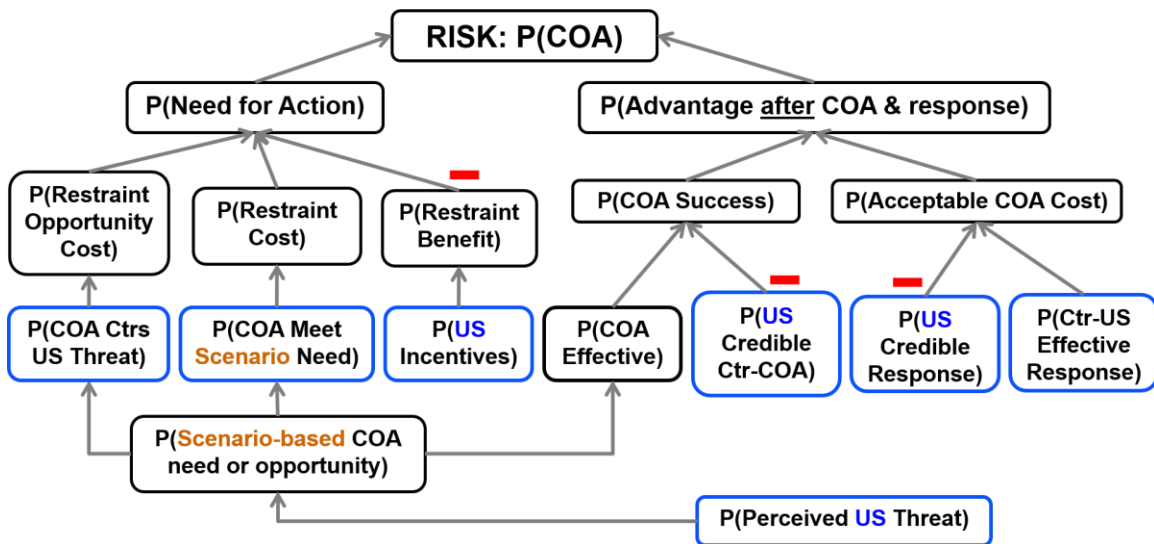 RISK: P(COA)
P(Need for Action)
P(Advantage after COA & response)
P(Restraint
Opportunity
Cost)
P(Restraint
Cost)
P(Restraint
Benefit)
P(COA Success)
P(Acceptable COA Cost)
P(COA Ctrs
US Threat)
P(COA Meet
Scenario Need)
P(US
Incentives)
P(COA
Effective)
P(US
Credible
Ctr-COA)
P(US
Credible
Response)
P(Ctr-US
Effective
Response)
P(Scenario-based COA
need or opportunity)
P(Perceived US Threat)